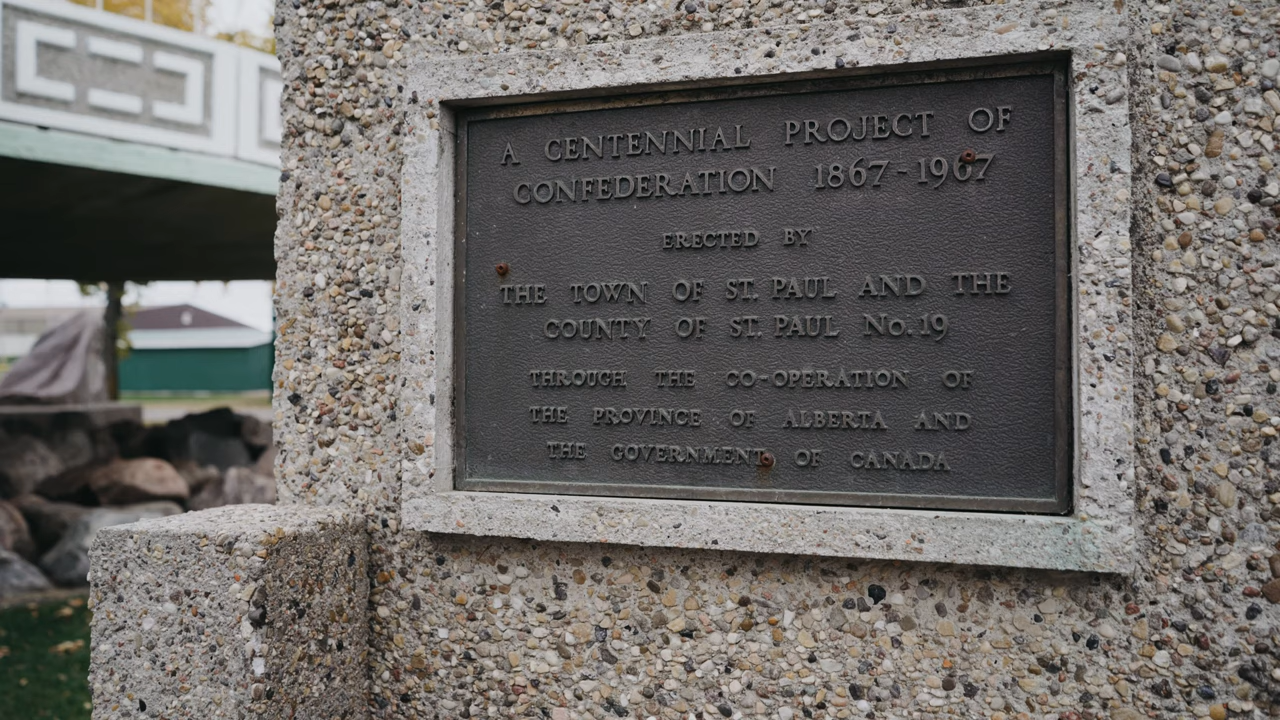 A CENTENNIAL PROJECT OF
CONFEDERATION 1867-1967
ERECTED BY
THE TOWN OF ST. PAUL AND THE
COUNTY OF ST. PAUL No. 19
THROUGH THE CO-OPERATION OF
THE PROVINCE OF ALBERTA AND
THE GOVERNMENT OF CANADA